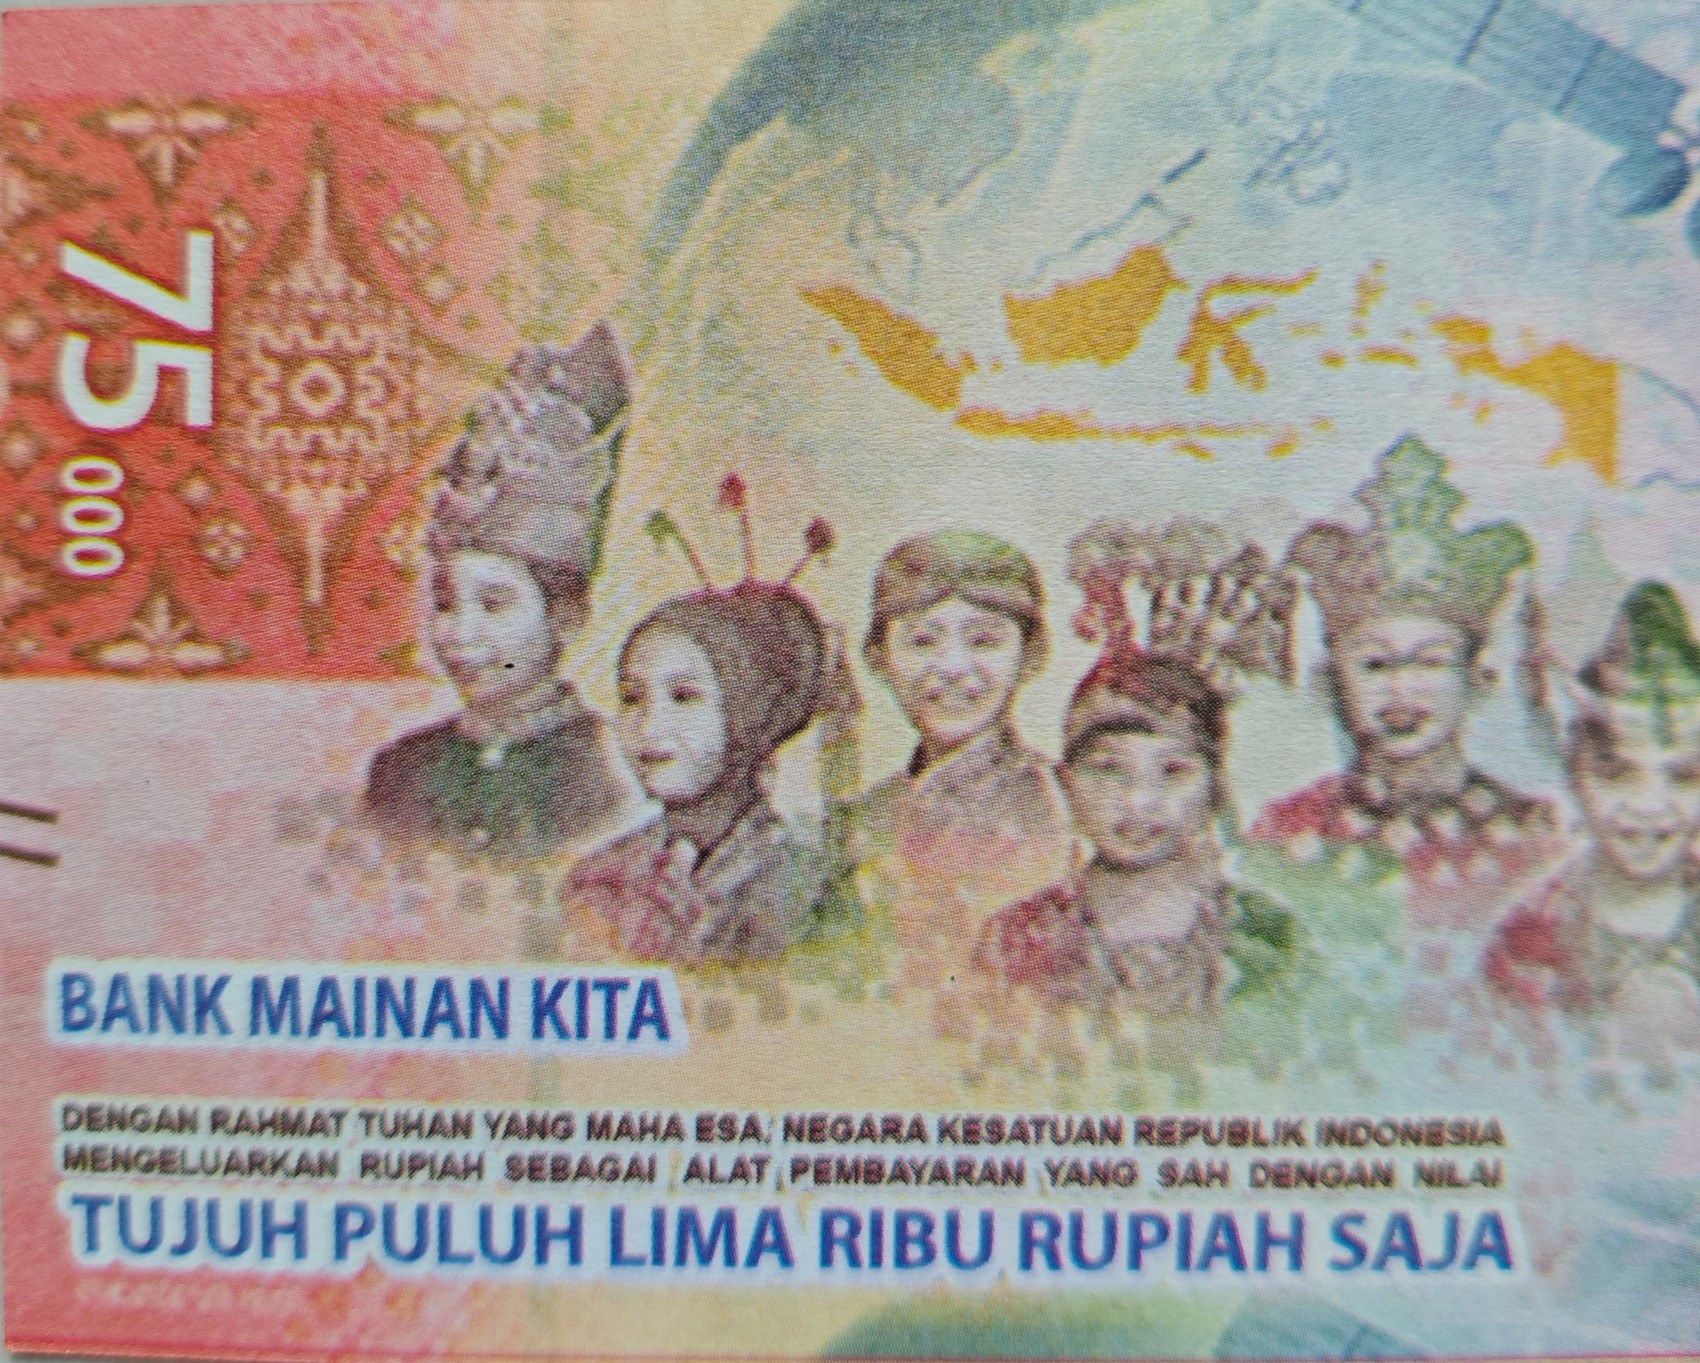 75
000
BANK MAINAN KITA
DENGAN RAHMAT TUHAN YANG MAHA ESA, NEGARA KESATUAN REPUBLIK INDONESIA
MENGELUARKAN RUPIAH SEBAGAI ALAT PEMBAYARAN YANG SAH DENGAN NILAI
TUJUH PULUH LIMA RIBU RUPIAH SAJA